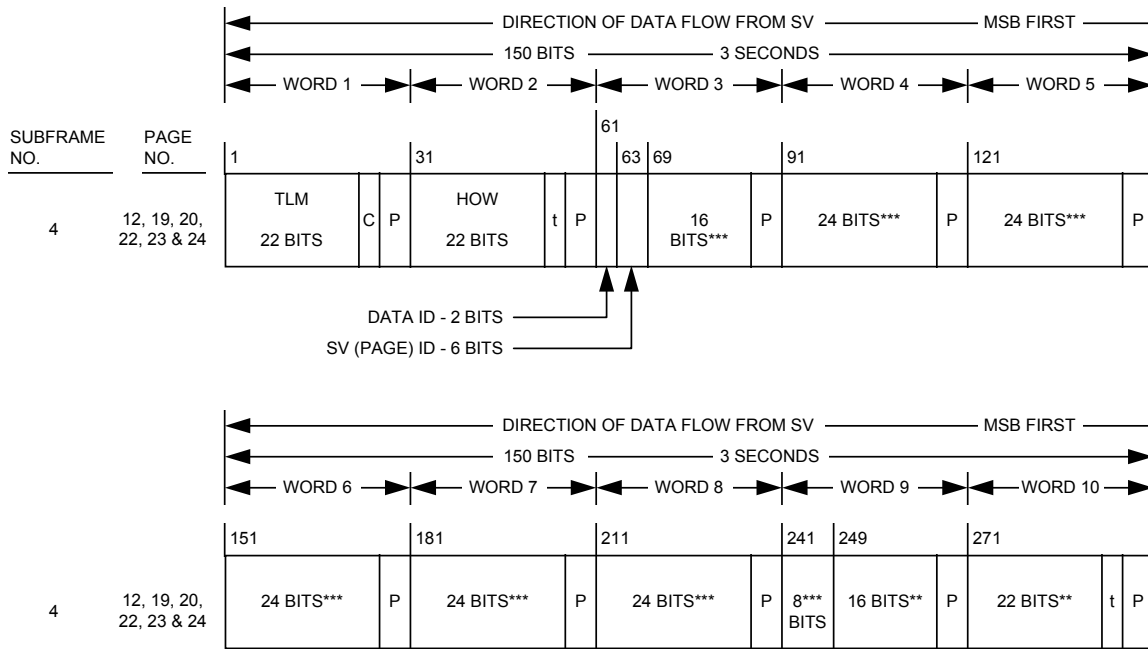 DIRECTION OF DATA FLOW FROM SV MSB FIRST
150 BITS 3 SECONDS
WORD 1 WORD 2 WORD 3 WORD 4 WORD 5
SUBFRAME NO.
PAGE NO.
1 31 61 63 69 91 121
4
12, 19, 20,
22, 23 & 24
TLM
22 BITS
C
P
HOW
22 BITS
t
P
16
BITS***
P
24 BITS***
P
24 BITS***
P
DATA ID - 2 BITS
SV (PAGE) ID - 6 BITS
DIRECTION OF DATA FLOW FROM SV MSB FIRST
150 BITS 3 SECONDS
WORD 6 WORD 7 WORD 8 WORD 9 WORD 10
151 181 211 241 249 271
4
12, 19, 20,
22, 23 & 24
24 BITS***
P
24 BITS***
P
24 BITS***
P
8***
BITS
16 BITS**
P
22 BITS**
t
P